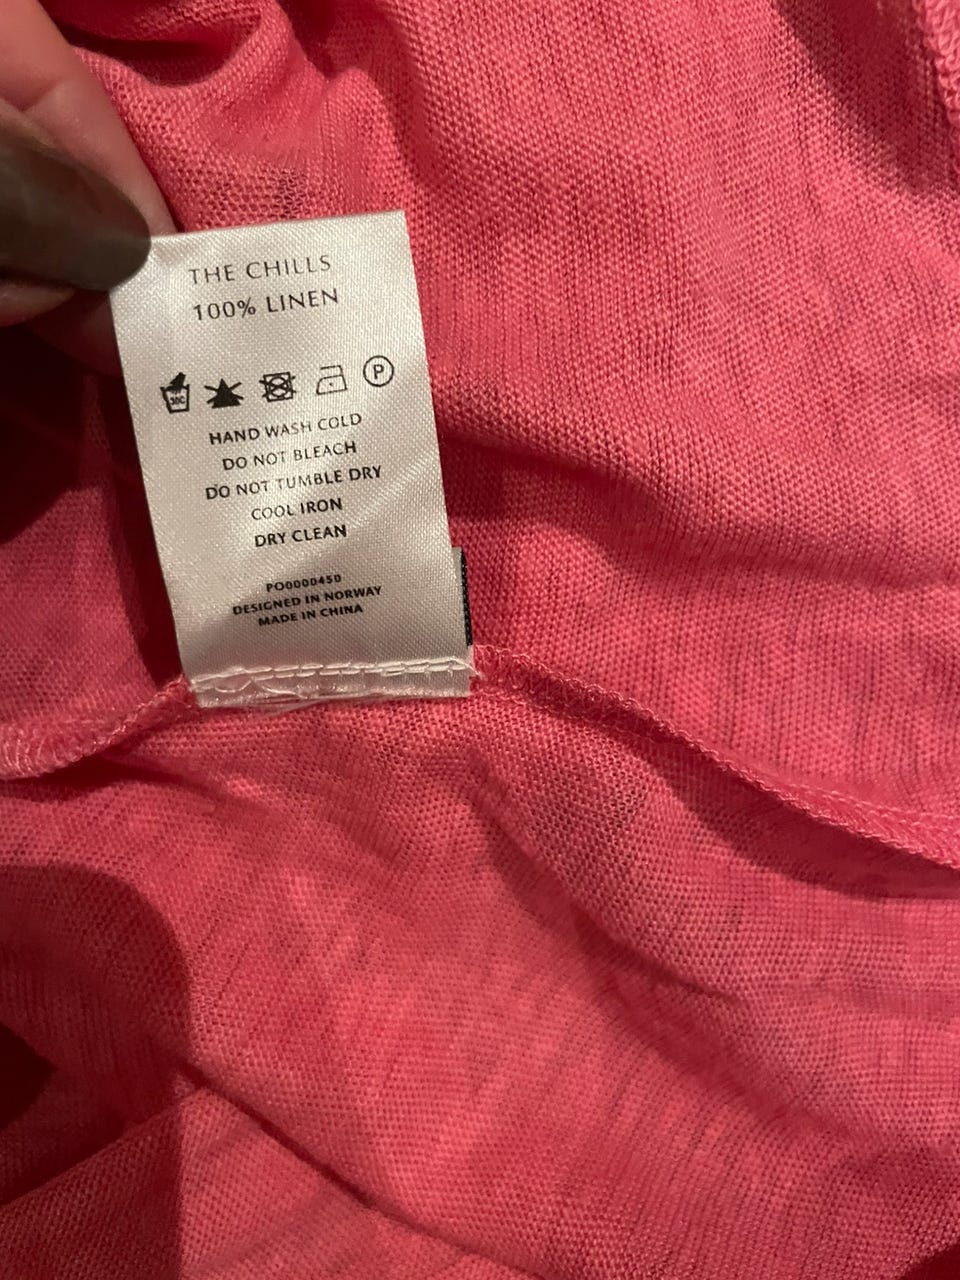 THE CHILLS
100% LINEN
30C
P
HAND WASH COLD
DO NOT BLEACH
DO NOT TUMBLE DRY
COOL IRON
DRY CLEAN
PO0000450
DESIGNED IN NORWAY
MADE IN CHINA